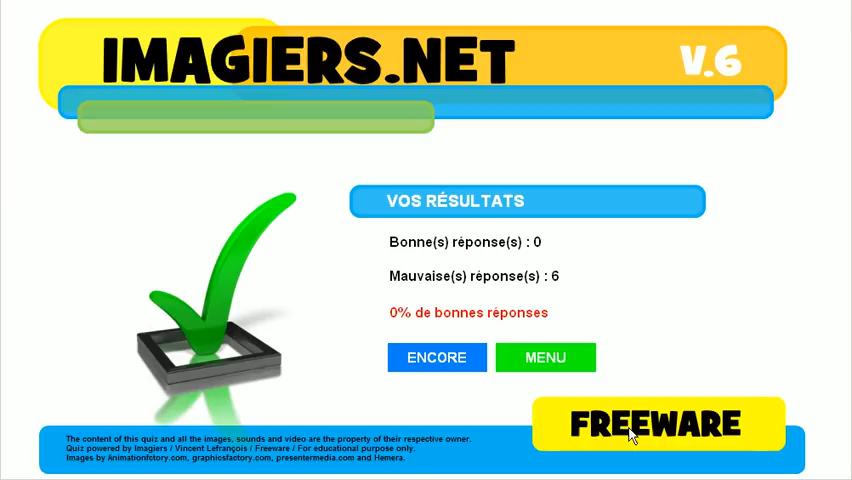 IMAGIERS.NET
V.6
VOS RÉSULTATS
Bonne(s) réponse(s) : 0
Mauvaise(s) réponse(s) : 6
0% de bonnes réponses
ENCORE
MENU
FREEWARE
The content of this quiz and all the images, sounds and video are the property of their respective owner.
Quiz powered by Imagiers / Vincent Lefrançois / Freeware / For educational purpose only.
Images by Animationfctory.com, graphicsfactory.com, presentermedia.com and Hemera.